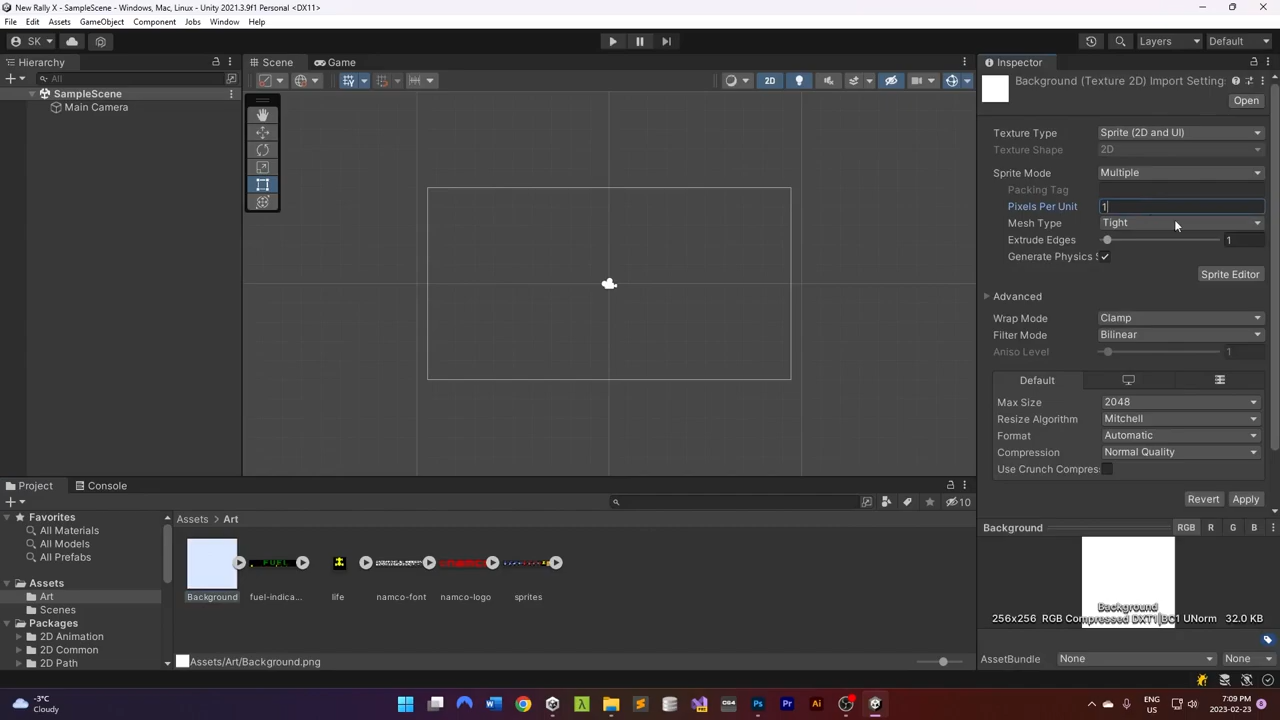 New Rally X - SampleScene - Windows, Mac, Linux - Unity 2021.3.9f1 Personal <DX11>
File Edit Assets GameObject Component Jobs Window Help
SK Layers Default
Hierarchy
All
SampleScene
Main Camera
Scene Game
2D
Inspector
Background (Texture 2D) Import Setting
Open
Texture Type Sprite (2D and UI)
Texture Shape 2D
Sprite Mode Multiple
Packing Tag
Pixels Per Unit 1
Mesh Type Tight
Extrude Edges 1
Generate Physics S
Sprite Editor
Advanced
Wrap Mode Clamp
Filter Mode Bilinear
Aniso Level 1
Default
Max Size 2048
Resize Algorithm Mitchell
Format Automatic
Compression Normal Quality
Use Crunch Compres
Revert Apply
Background RGB R G B
Background
256x256 RGB Compressed DXT1|BC1 UNorm 32.0 KB
AssetBundle None None
Project Console
10
Favorites
All Materials
All Models
All Prefabs
Assets
Art
Scenes
Packages
2D Animation
2D Common
2D Path
Assets > Art
FUEL
Background fuel-indica... life namco-font namco-logo sprites
Assets/Art/Background.png
-3°C
Cloudy
ENG
US
7:09 PM
2023-02-23